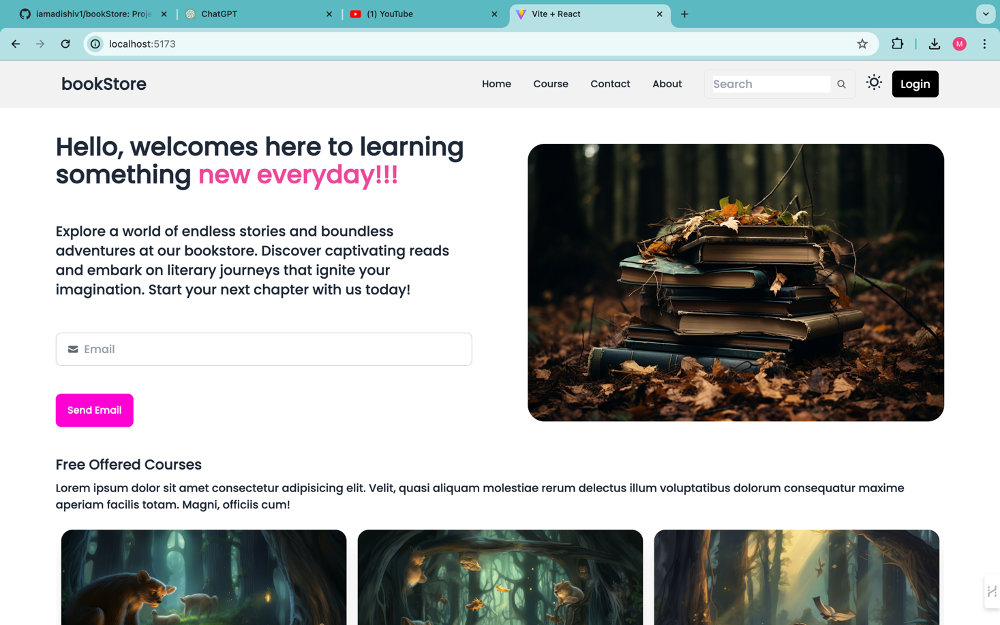 iamadishiv1/bookStore: Proje
ChatGPT
(1) YouTube
Vite + React
localhost:5173
M
bookStore
Home
Course
Contact
About
Search
Login
Hello, welcomes here to learning
something new everyday!!!
Explore a world of endless stories and boundless
adventures at our bookstore. Discover captivating reads
and embark on literary journeys that ignite your
imagination. Start your next chapter with us today!
Email
Send Email
Free Offered Courses
Lorem ipsum dolor sit amet consectetur adipisicing elit. Velit, quasi aliquam molestiae rerum delectus illum voluptatibus dolorum consequatur maxime
aperiam facilis totam. Magni, officiis cum!